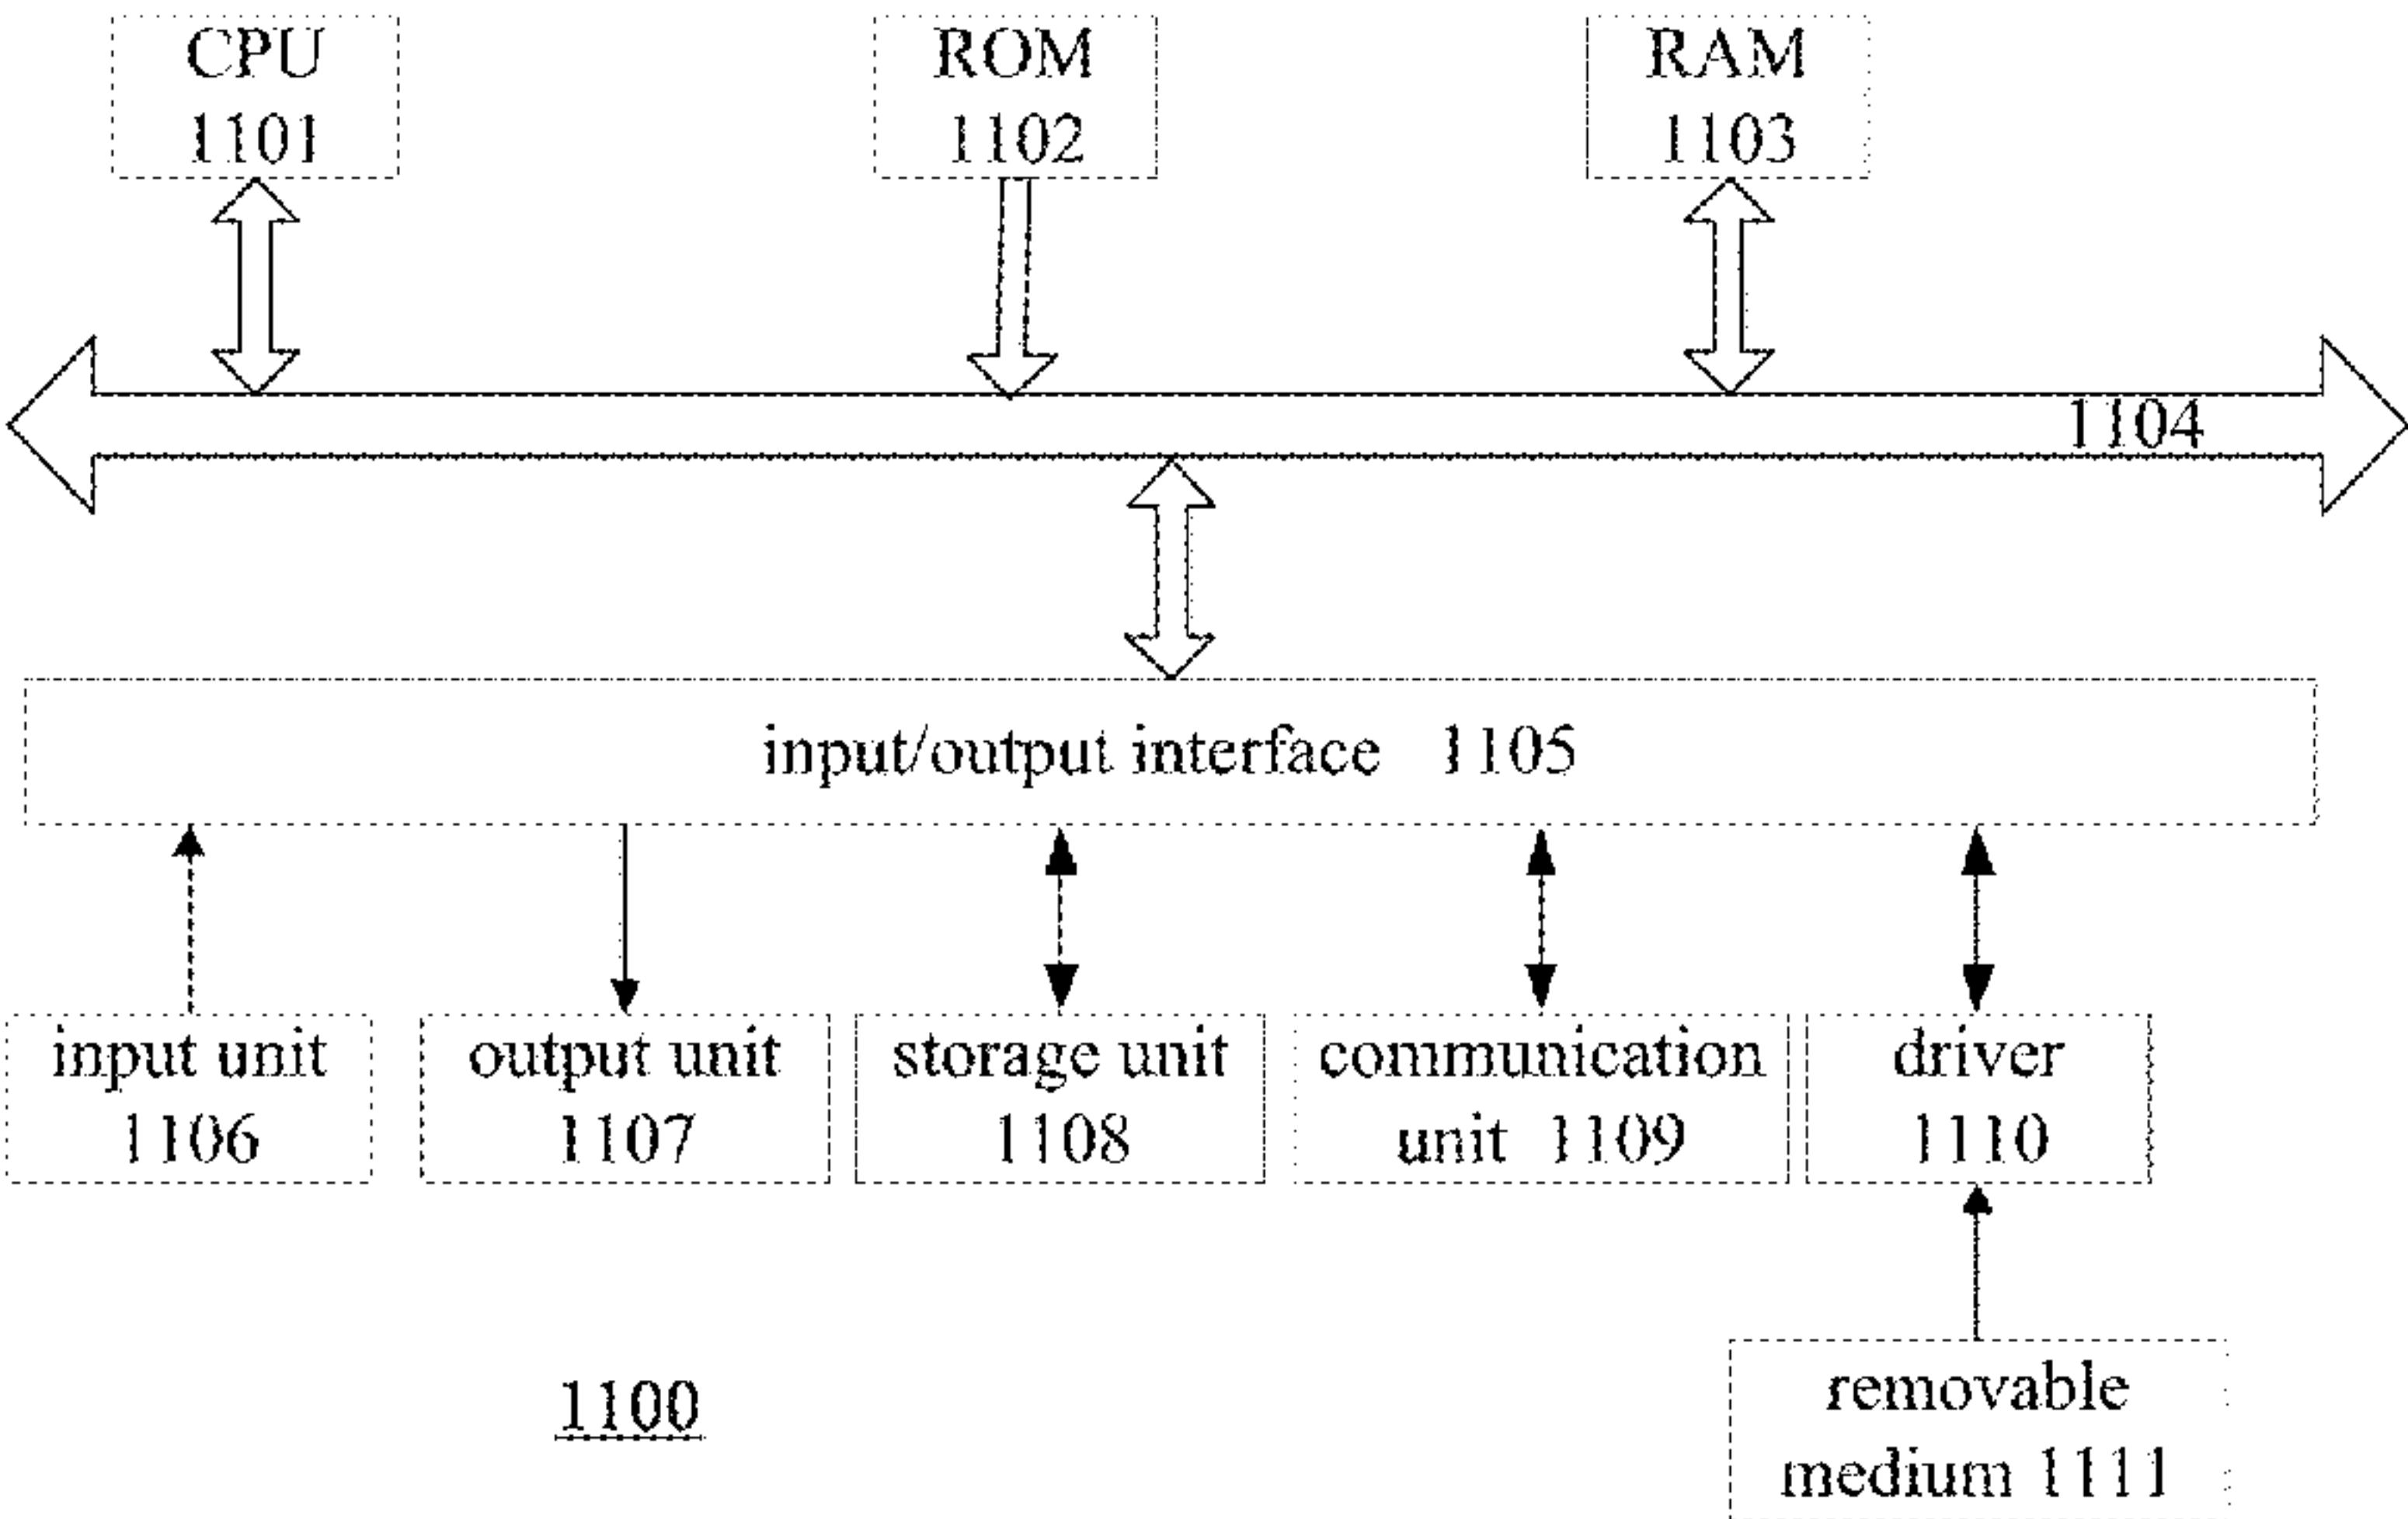 CPU
1101
ROM
1102
RAM
1103
1104
input/output interface 1105
input unit
1106
output unit
1107
storage unit
1108
communication
unit 1109
driver
1110
1100
removable
medium 1111